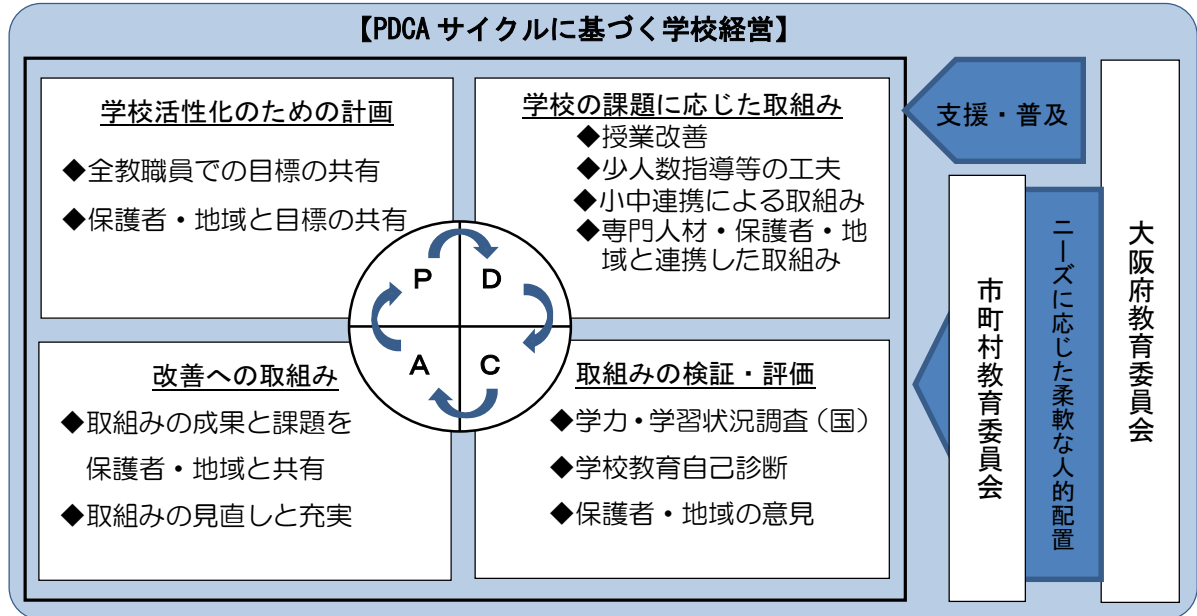 【PDCA サイクルに基づく学校経営】
学校活性化のための計画
◆全教職員での目標の共有
◆保護者・地域と目標の共有
学校の課題に応じた取組み
◆授業改善
◆少人数指導等の工夫
◆小中連携による取組み
◆専門人材・保護者・地
域と連携した取組み
P
D
A
C
改善への取組み
◆取組みの成果と課題を
保護者・地域と共有
◆取組みの見直しと充実
取組みの検証・評価
◆学力・学習状況調査（国）
◆学校教育自己診断
◆保護者・地域の意見
支援・普及
市町村教育委員会
ニーズに応じた柔軟な人的配置
大阪府教育委員会